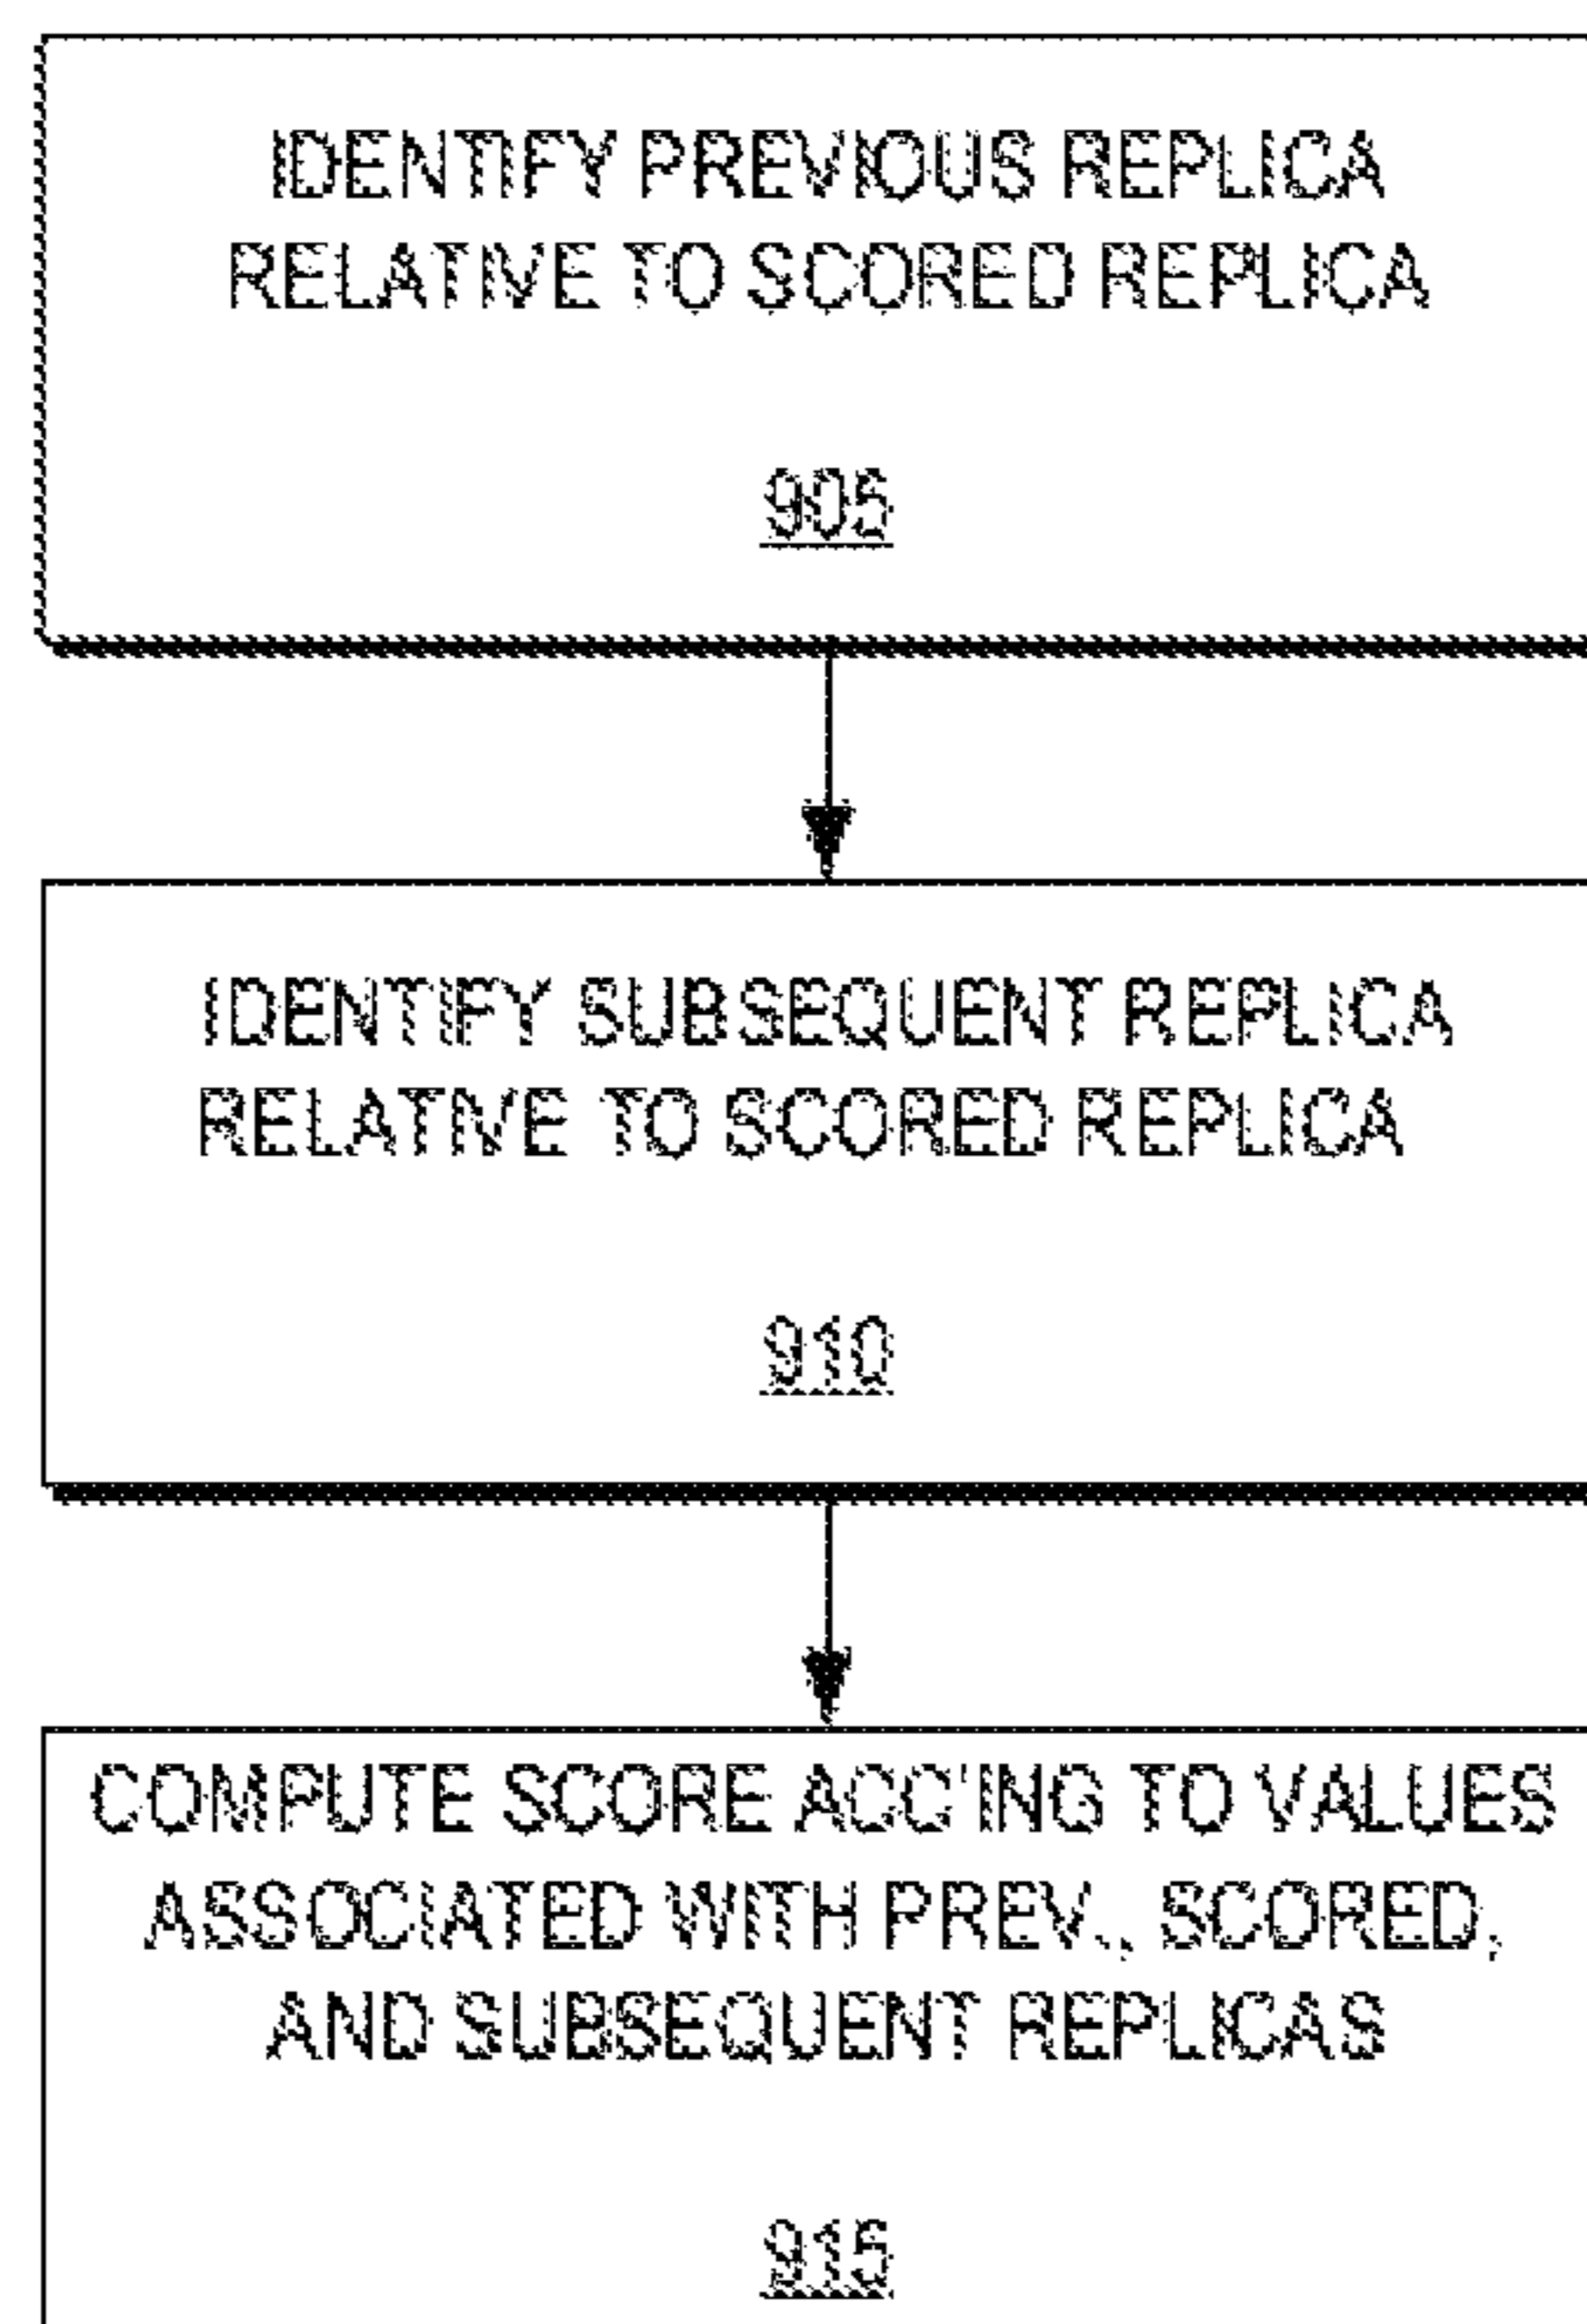 IDENTIFY PREVIOUS REPLICA
RELATIVE TO SCORED REPLICA
905
IDENTIFY SUBSEQUENT REPLICA
RELATIVE TO SCORED REPLICA
910
COMPUTE SCORE ACC'ING TO VALUES
ASSOCIATED WITH PREV., SCORED,
AND SUBSEQUENT REPLICAS
915